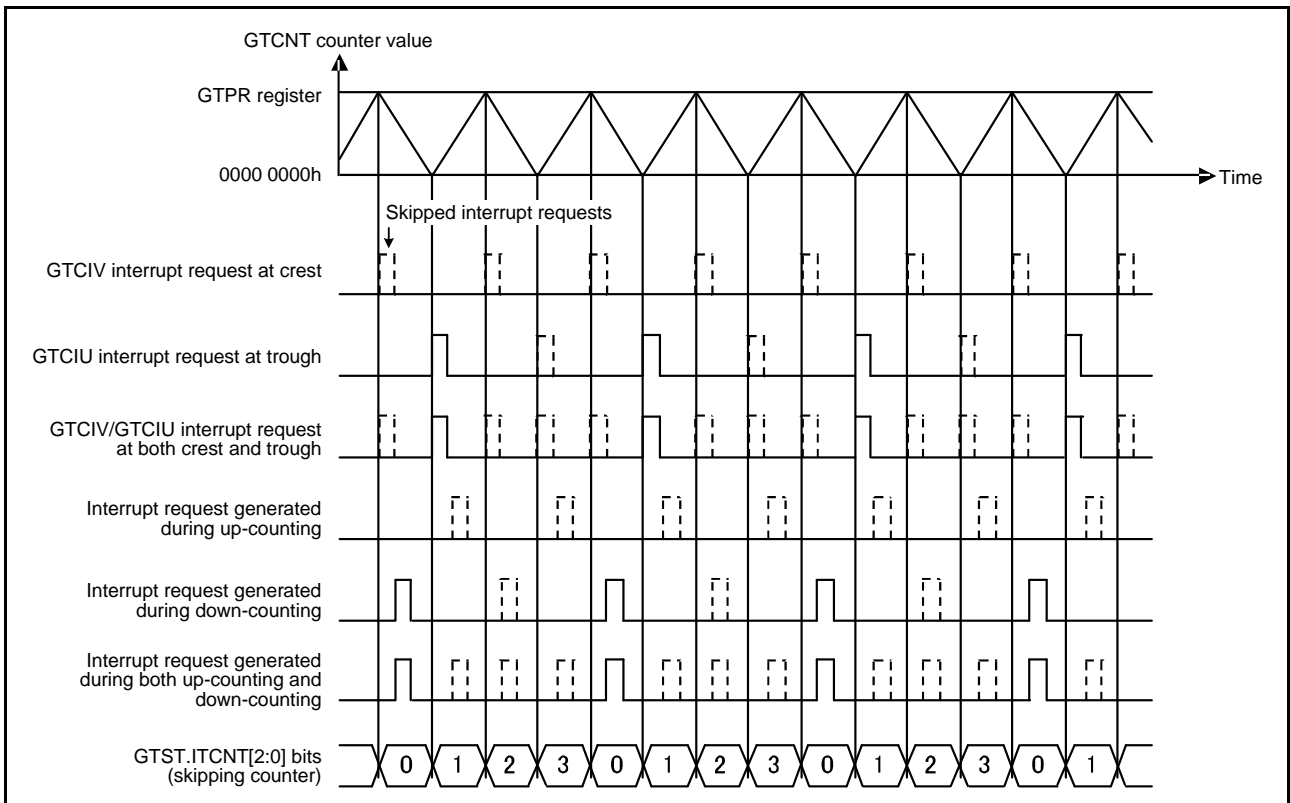 GTCNT counter value
GTPR register
0000 0000h
Time
Skipped interrupt requests
GTCIV interrupt request at crest
GTCIU interrupt request at trough
GTCIV/GTCIU interrupt request
at both crest and trough
Interrupt request generated
during up-counting
Interrupt request generated
during down-counting
Interrupt request generated
during both up-counting and
down-counting
GTST.ITCNT[2:0] bits
(skipping counter)
0 1 2 3 0 1 2 3 0 1 2 3 0 1